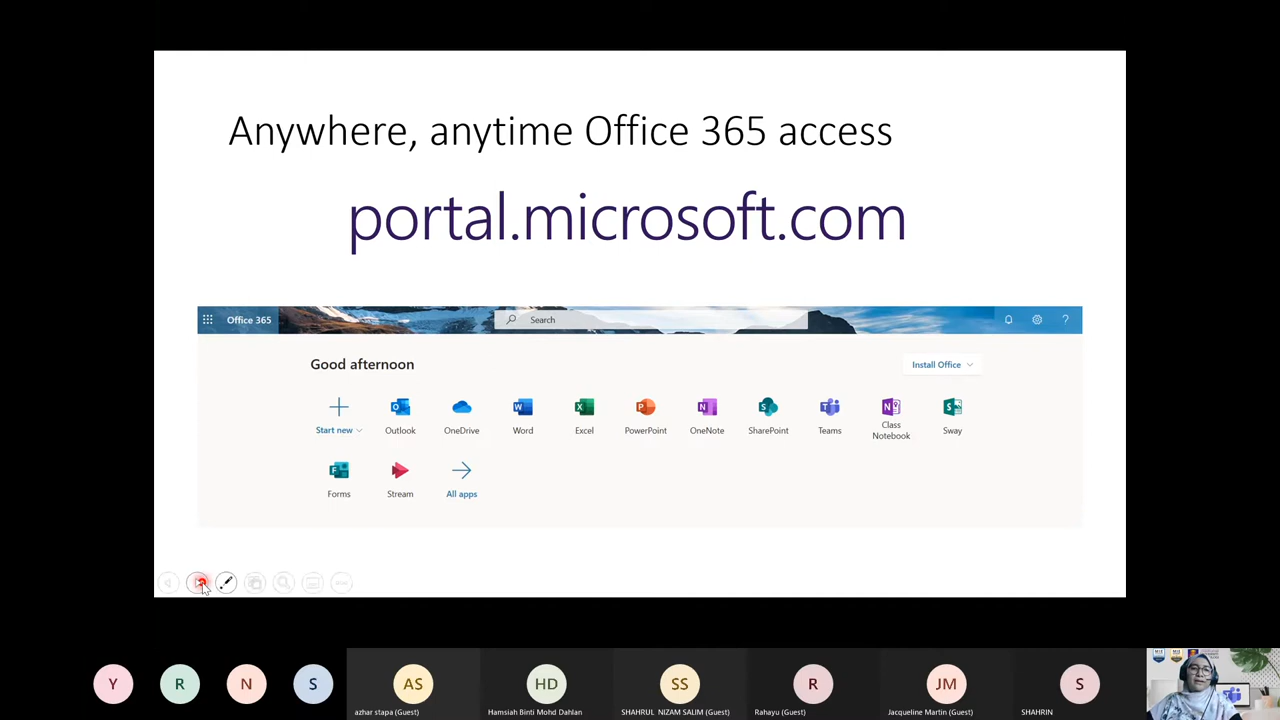 Anywhere, anytime Office 365 access
portal.microsoft.com
Office 365
Search
Good afternoon
Install Office
Start new
Outlook
OneDrive
Word
Excel
PowerPoint
OneNote
SharePoint
Teams
Class
Notebook
Sway
Forms
Stream
All apps
Y
R
N
S
AS
HD
SS
R
JM
S
azhar stapa (Guest)
Hamsiah Binti Mohd Dahlan
SHAHRUL NIZAM SALIM (Guest)
Rahayu (Guest)
Jacqueline Martin (Guest)
SHAHRIN